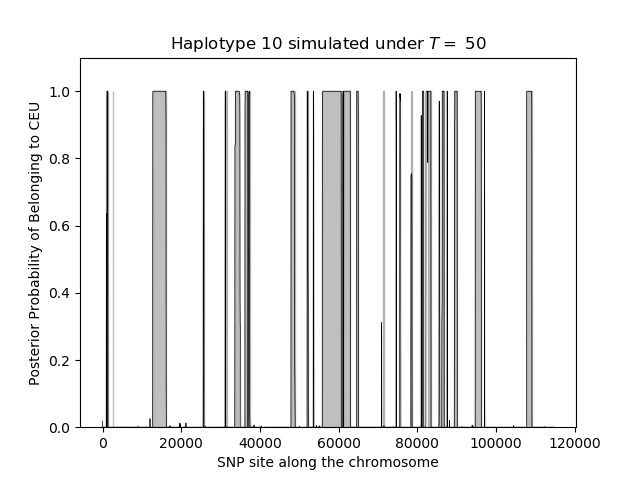 Haplotype 10 simulated under T = 50
Posterior Probability of Belonging to CEU
1.0
0.8
0.6
0.4
0.2
0.0
0 20000 40000 60000 80000 100000 120000
SNP site along the chromosome